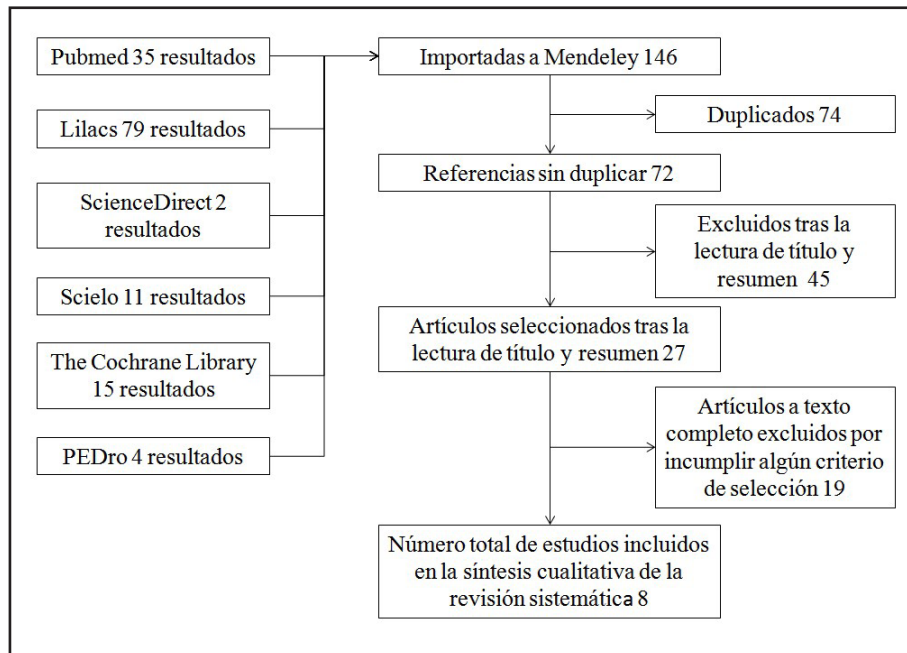 Pubmed 35 resultados
Lilacs 79 resultados
ScienceDirect 2
resultados
Scielo 11 resultados
The Cochrane Library
15 resultados
PEDro 4 resultados
Importadas a Mendeley 146
Duplicados 74
Referencias sin duplicar 72
Excluidos tras la
lectura de título y
resumen 45
Artículos seleccionados tras la
lectura de título y resumen 27
Artículos a texto
completo excluidos por
incumplir algún criterio
de selección 19
Número total de estudios incluidos
en la síntesis cualitativa de la
revisión sistemática 8